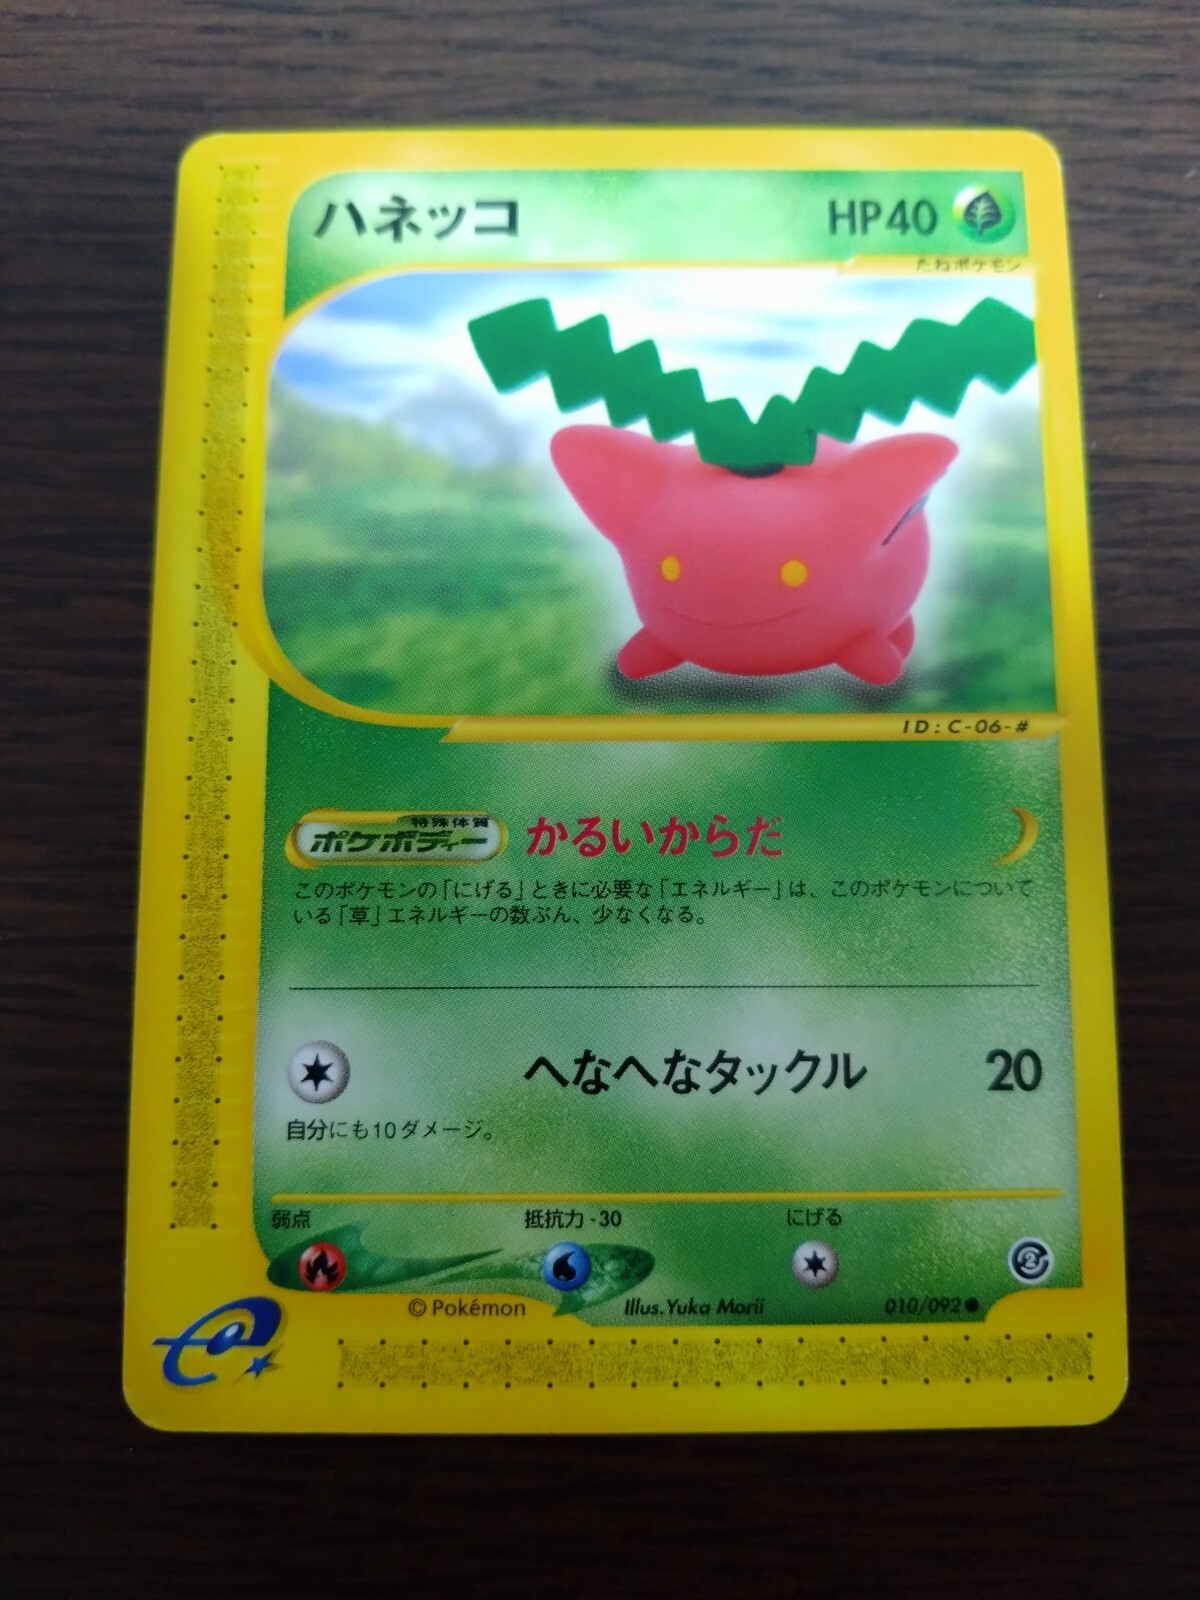 ハネッコ
HP40
たねポケモン
ID:C-06-#
特殊体質
ポケボディー
かるいからだ
このポケモンの「にげる」ときに必要な「エネルギー」は、このポケモンについて
いる「草」エネルギーの数ぶん、少なくなる。
へなへなタックル
20
自分にも10ダメージ。
弱点
抵抗力-30
にげる
© Pokémon
Illus.Yuka Morii
010/092●
e
2